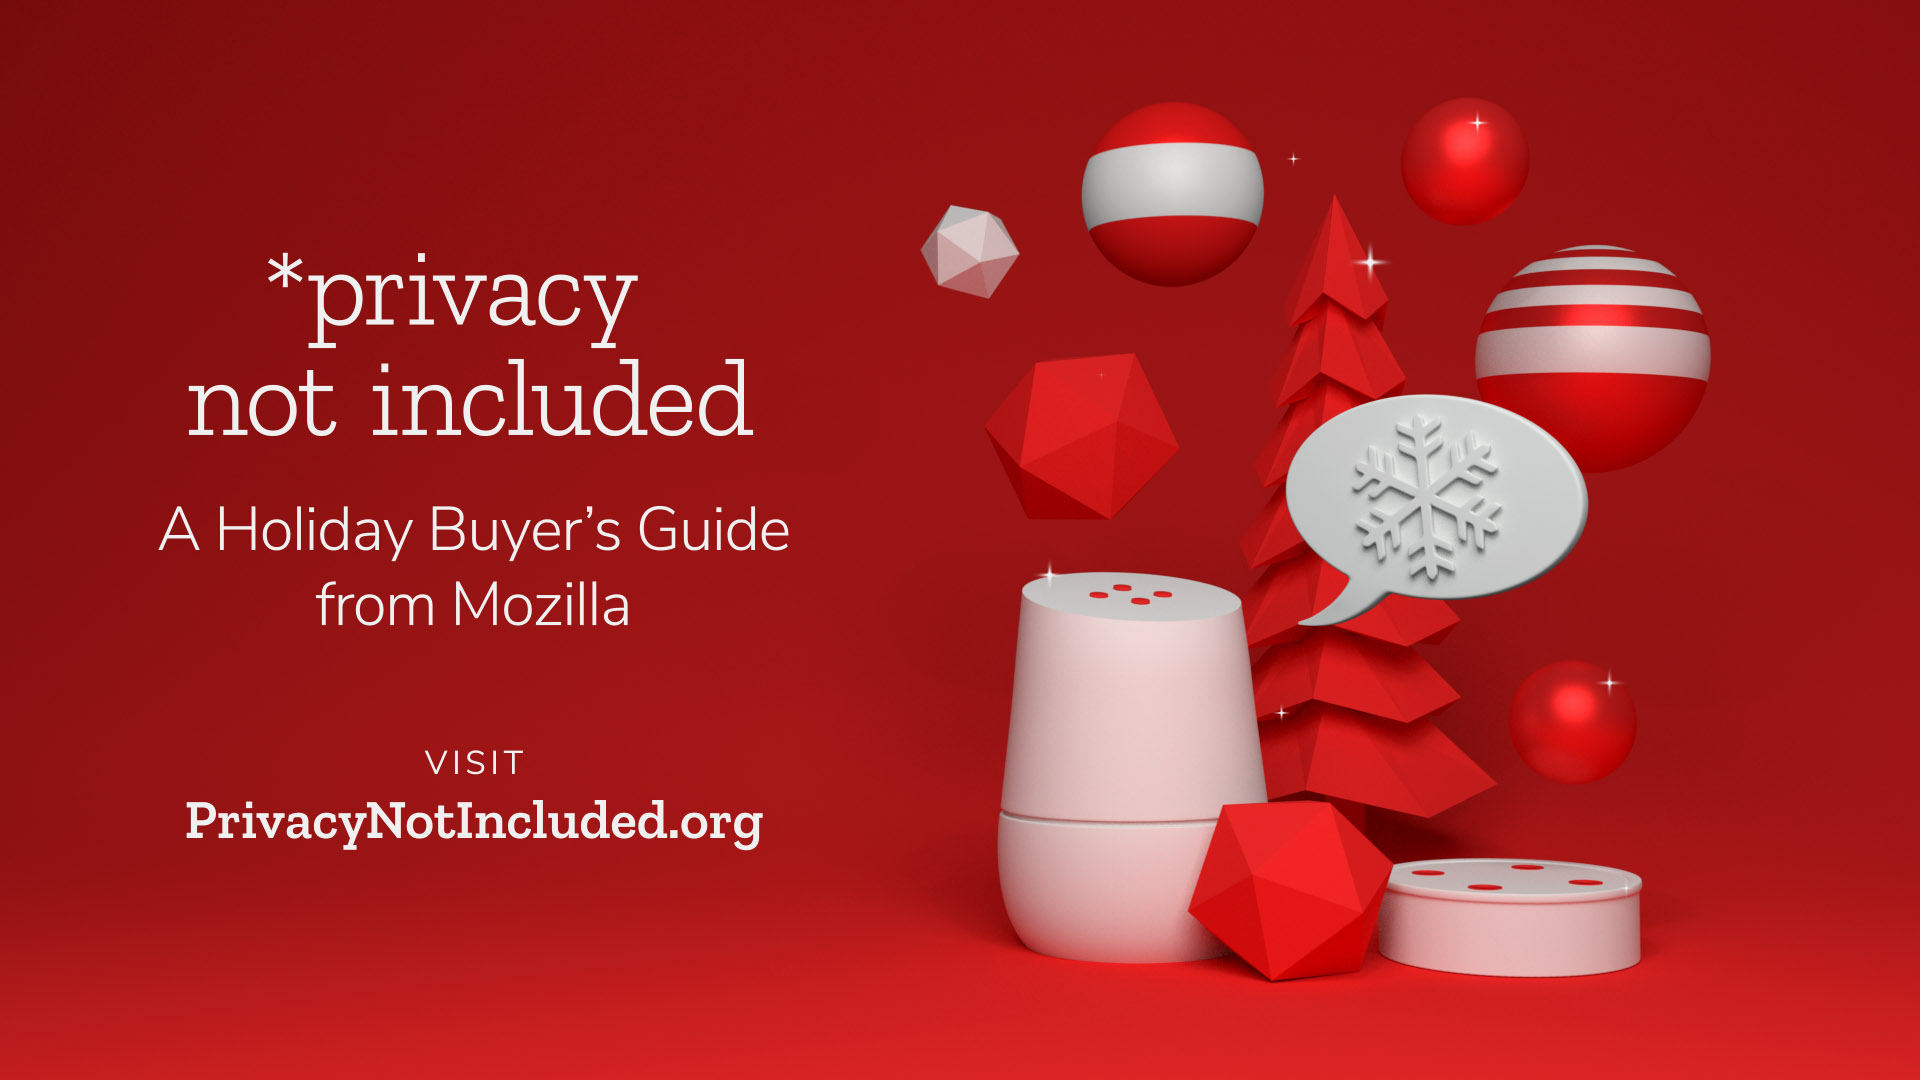 *privacy
not included
A Holiday Buyer’s Guide
from Mozilla
VISIT
PrivacyNotIncluded.org